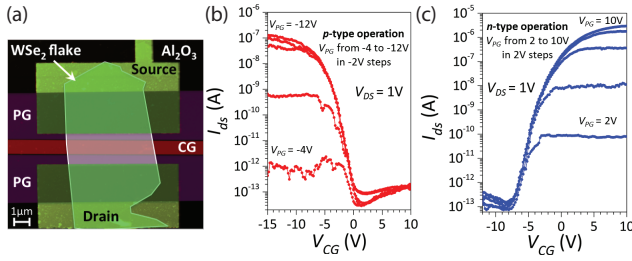 (a)
WSe2 flake
Al2O3
Source
PG
PG
CG
PG
PG
1μm
Drain
(b)
Ids (A)
10-6
10-7
10-8
10-9
10-10
10-11
10-12
10-13
VPG = -12V
p-type operation
VPG from -4 to -12V
in -2V steps
VDS = 1V
VPG = -4V
-15 -10 -5 0 5 10
VCG (V)
(c)
Ids (A)
10-5
10-6
10-7
10-8
10-9
10-10
10-11
10-12
10-13
n-type operation
VPG from 2 to 10V
in 2V steps
VDS = 1V
VPG = 10V
VPG = 2V
-10 -5 0 5 10
VCG (V)